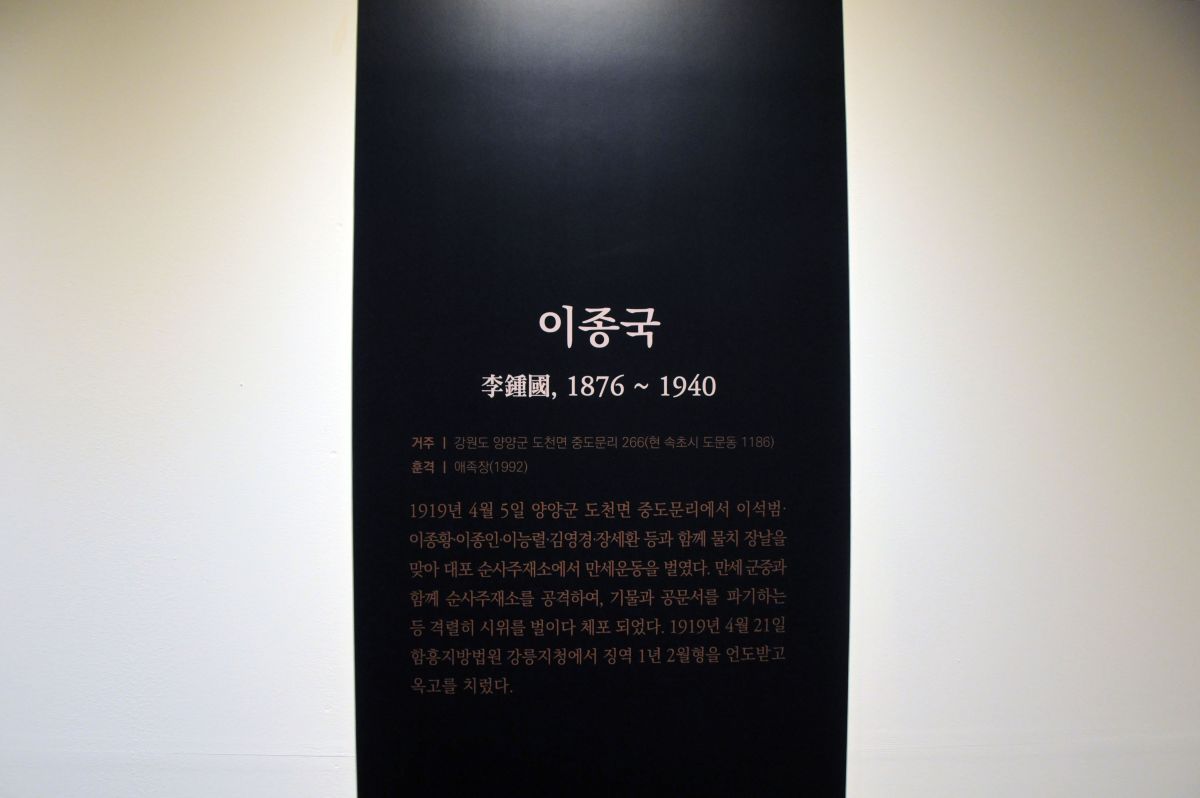 이종국
李鍾國, 1876 ~ 1940
거주 | 강원도 양양군 도천면 중도문리 266(현 속초시 도문동 1186)
훈격 | 애족장(1992)
1919년 4월 5일 양양군 도천면 중도문리에서 이석범·
이종황·이종인·이능렬·김영경·장세환 등과 함께 물치 장날을
맞아 대포 순사주재소에서 만세운동을 벌였다. 만세 군중과
함께 순사주재소를 공격하여, 기물과 공문서를 파기하는
등 격렬히 시위를 벌이다 체포 되었다. 1919년 4월 21일
함흥지방법원 강릉지청에서 징역 1년 2월형을 언도받고
옥고를 치렀다.